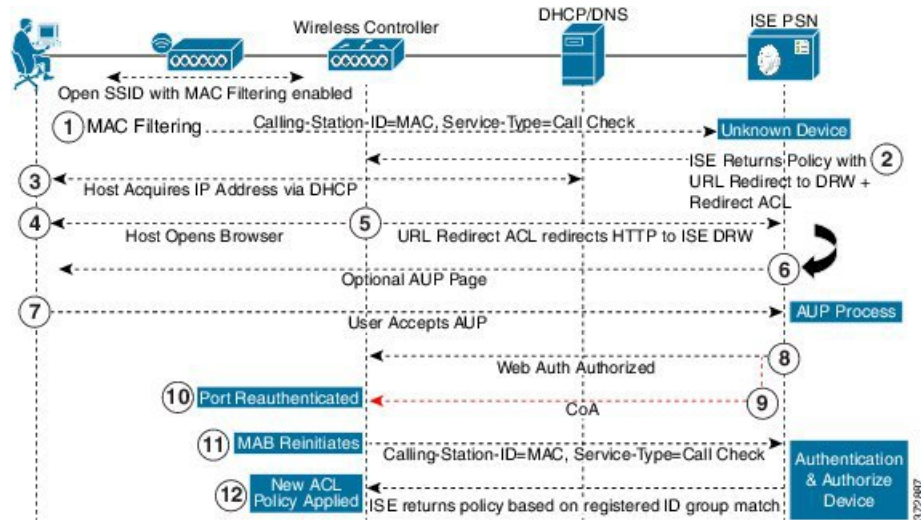 DHCP/DNS
ISE PSN
Wireless Controller
Open SSID with MAC Filtering enabled
1 MAC Filtering
Calling-Station-ID=MAC, Service-Type=Call Check
Unknown Device
2
ISE Returns Policy with
URL Redirect to DRW +
Redirect ACL
3
Host Acquires IP Address via DHCP
4
5
Host Opens Browser
URL Redirect ACL redirects HTTP to ISE DRW
6
Optional AUP Page
7
AUP Process
User Accepts AUP
8
Web Auth Authorized
10 Port Reauthenticated
9
CoA
11 MAB Reinitiates
Calling-Station-ID=MAC, Service-Type=Call Check
Authentication
& Authorize
Device
12 New ACL
Policy Applied
ISE returns policy based on registered ID group match